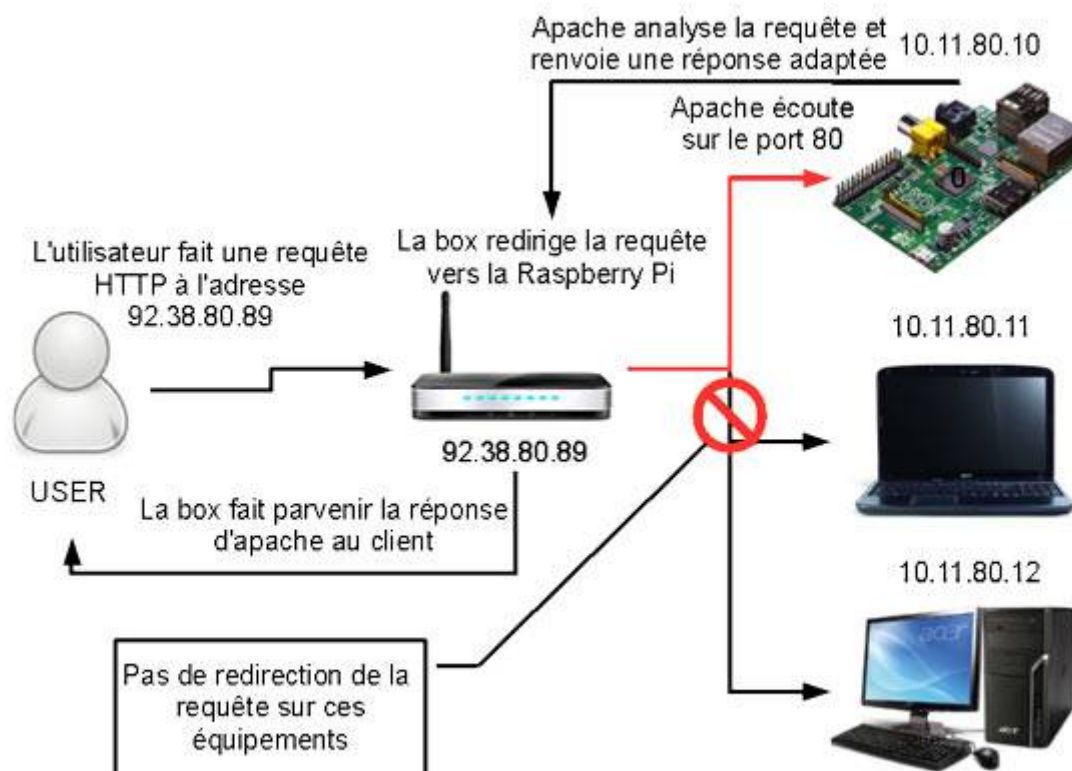 Apache analyse la requête et
renvoie une réponse adaptée
10.11.80.10
Apache écoute
sur le port 80
L'utilisateur fait une requête
HTTP à l'adresse
92.38.80.89
La box redirige la requête
vers la Raspberry Pi
10.11.80.11
92.38.80.89
USER
La box fait parvenir la réponse
d'apache au client
10.11.80.12
Pas de redirection de la
requête sur ces
équipements
acer